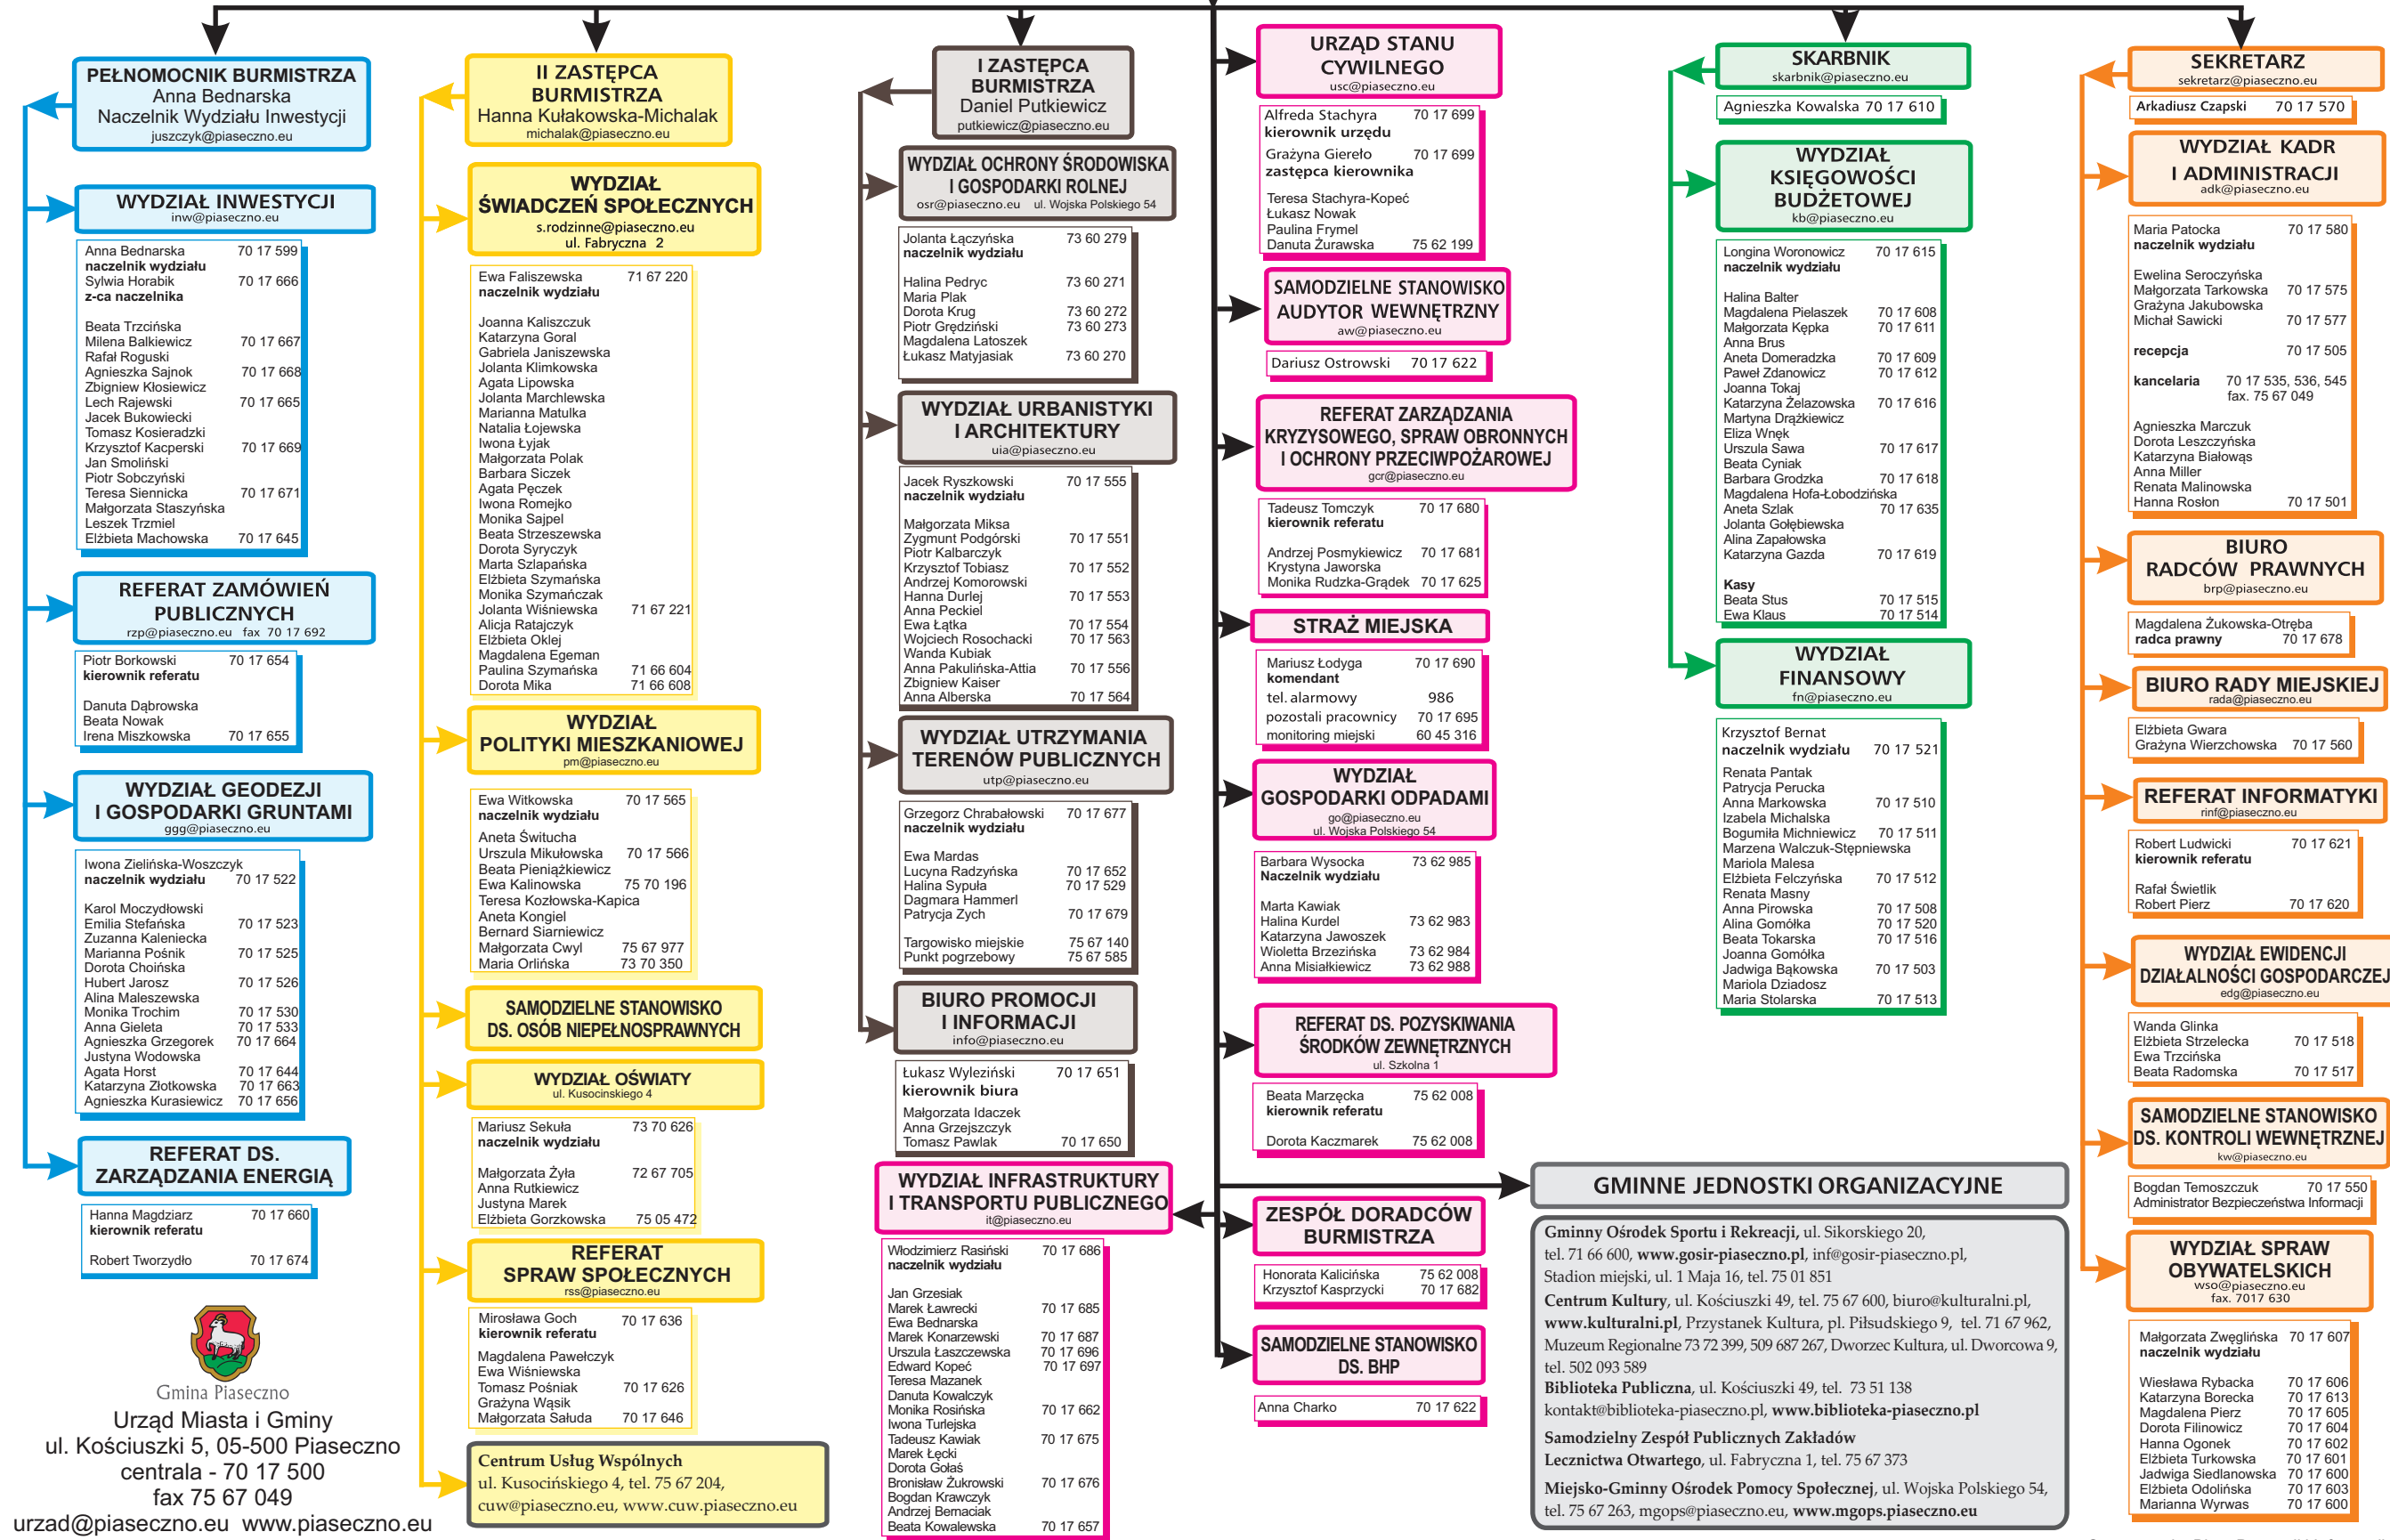 PEŁNOMOCNIK BURMISTRZA
Anna Bednarska
Naczelnik Wydziału Inwestycji
juszczyk@piaseczno.eu
WYDZIAŁ INWESTYCJI
inw@piaseczno.eu
Anna Bednarska 70 17 599
naczelnik wydziału
Sylwia Horabik 70 17 666
z-ca naczelnika
Beata Trzcińska
Milena Balkiewicz 70 17 667
Rafał Roguski
Agnieszka Sajnok 70 17 668
Zbigniew Kłosiewicz
Lech Rajewski 70 17 665
Jacek Bukowiecki
Tomasz Kosieradzki
Krzysztof Kacperski 70 17 669
Jan Smoliński
Piotr Sobczyński
Teresa Siennicka 70 17 671
Małgorzata Staszyńska
Leszek Trzmiel
Elżbieta Machowska 70 17 645
REFERAT ZAMÓWIEŃ
PUBLICZNYCH
rzp@piaseczno.eu fax 70 17 692
Piotr Borkowski 70 17 654
kierownik referatu
Danuta Dąbrowska
Beata Nowak
Irena Miszkowska 70 17 655
WYDZIAŁ GEODEZJI
I GOSPODARKI GRUNTAMI
ggg@piaseczno.eu
Iwona Zielińska-Woszczyk
naczelnik wydziału 70 17 522
Karol Moczydłowski
Emilia Stefańska 70 17 523
Zuzanna Kaleniecka
Marianna Pośnik 70 17 525
Dorota Choińska
Hubert Jarosz 70 17 526
Alina Maleszewska
Monika Trochim 70 17 530
Anna Gieleta 70 17 533
Agnieszka Grzegorek 70 17 664
Justyna Wodowska
Agata Horst 70 17 644
Katarzyna Złotkowska 70 17 663
Agnieszka Kurasiewicz 70 17 656
REFERAT DS.
ZARZĄDZANIA ENERGIĄ
Hanna Magdziarz 70 17 660
kierownik referatu
Robert Tworzydło 70 17 674
Gmina Piaseczno
Urząd Miasta i Gminy
ul. Kościuszki 5, 05-500 Piaseczno
centrala - 70 17 500
fax 75 67 049
urzad@piaseczno.eu www.piaseczno.eu
II ZASTĘPCA
BURMISTRZA
Hanna Kułakowska-Michalak
michalak@piaseczno.eu
WYDZIAŁ
ŚWIADCZEŃ SPOŁECZNYCH
s.rodzinne@piaseczno.eu
ul. Fabryczna 2
Ewa Faliszewska 71 67 220
naczelnik wydziału
Joanna Kaliszczuk
Katarzyna Goral
Gabriela Janiszewska
Jolanta Klimkowska
Agata Lipowska
Jolanta Marchlewska
Marianna Matulka
Natalia Łojewska
Iwona Łyjak
Małgorzata Polak
Barbara Siczek
Agata Pęczek
Iwona Romejko
Monika Sajpel
Beata Strzeszewska
Dorota Syryczyk
Marta Szlapańska
Elżbieta Szymańska
Monika Szymańczak
Jolanta Wiśniewska 71 67 221
Alicja Ratajczyk
Elżbieta Oklej
Magdalena Egeman
Paulina Szymańska 71 66 604
Dorota Mika 71 66 608
WYDZIAŁ
POLITYKI MIESZKANIOWEJ
pm@piaseczno.eu
Ewa Witkowska 70 17 565
naczelnik wydziału
Aneta Świtucha
Urszula Mikułowska 70 17 566
Beata Pieniążkiewicz
Ewa Kalinowska 75 70 196
Teresa Kozłowska-Kapica
Aneta Kongiel
Bernard Siarniewicz
Małgorzata Cwyl 75 67 977
Maria Orlińska 73 70 350
SAMODZIELNE STANOWISKO
DS. OSÓB NIEPEŁNOSPRAWNYCH
WYDZIAŁ OŚWIATY
ul. Kusocinskiego 4
Mariusz Sekuła 73 70 626
naczelnik wydziału
Małgorzata Żyła 72 67 705
Anna Rutkiewicz
Justyna Marek
Elżbieta Gorzkowska 75 05 472
REFERAT
SPRAW SPOŁECZNYCH
rss@piaseczno.eu
Mirosława Goch 70 17 636
kierownik referatu
Magdalena Pawełczyk
Ewa Wiśniewska
Tomasz Pośniak 70 17 626
Grażyna Wąsik
Małgorzata Sałuda 70 17 646
Centrum Usług Wspólnych
ul. Kusocińskiego 4, tel. 75 67 204,
cuw@piaseczno.eu, www.cuw.piaseczno.eu
I ZASTĘPCA
BURMISTRZA
Daniel Putkiewicz
putkiewicz@piaseczno.eu
WYDZIAŁ OCHRONY ŚRODOWISKA
I GOSPODARKI ROLNEJ
osr@piaseczno.eu ul. Wojska Polskiego 54
Jolanta Łączyńska 73 60 279
naczelnik wydziału
Halina Pedryc 73 60 271
Maria Plak
Dorota Krug 73 60 272
Piotr Grędziński 73 60 273
Magdalena Latoszek
Łukasz Matyjasiak 73 60 270
WYDZIAŁ URBANISTYKI
I ARCHITEKTURY
uia@piaseczno.eu
Jacek Ryszkowski 70 17 555
naczelnik wydziału
Małgorzata Miksa
Zygmunt Podgórski 70 17 551
Piotr Kalbarczyk
Krzysztof Tobiasz 70 17 552
Andrzej Komorowski
Hanna Durlej 70 17 553
Anna Peckiel
Ewa Łątka 70 17 554
Wojciech Rosochacki 70 17 563
Wanda Kubiak
Anna Pakulińska-Attia 70 17 556
Zbigniew Kaiser
Anna Alberska 70 17 564
WYDZIAŁ UTRZYMANIA
TERENÓW PUBLICZNYCH
utp@piaseczno.eu
Grzegorz Chrabałowski 70 17 677
naczelnik wydziału
Ewa Mardas
Lucyna Radzyńska 70 17 652
Halina Sypuła 70 17 529
Dagmara Hammerl
Patrycja Zych 70 17 679
Targowisko miejskie 75 67 140
Punkt pogrzebowy 75 67 585
BIURO PROMOCJI
I INFORMACJI
info@piaseczno.eu
Łukasz Wyleziński 70 17 651
kierownik biura
Małgorzata Idaczek
Anna Grzejszczyk
Tomasz Pawlak 70 17 650
WYDZIAŁ INFRASTRUKTURY
I TRANSPORTU PUBLICZNEGO
it@piaseczno.eu
Włodzimierz Rasiński 70 17 686
naczelnik wydziału
Jan Grzesiak
Marek Ławrecki 70 17 685
Ewa Bednarska
Marek Konarzewski 70 17 687
Urszula Łaszczewska 70 17 696
Edward Kopeć 70 17 697
Teresa Mazanek
Danuta Kowalczyk
Monika Rosińska 70 17 662
Iwona Turlejska
Tadeusz Kawiak 70 17 675
Marek Łęcki
Dorota Gołaś
Bronisław Żukrowski 70 17 676
Bogdan Krawczyk
Andrzej Bernaciak
Beata Kowalewska 70 17 657
URZĄD STANU
CYWILNEGO
usc@piaseczno.eu
Alfreda Stachyra 70 17 699
kierownik urzędu
Grażyna Giereło 70 17 699
zastępca kierownika
Teresa Stachyra-Kopeć
Łukasz Nowak
Paulina Frymel
Danuta Żurawska 75 62 199
SAMODZIELNE STANOWISKO
AUDYTOR WEWNĘTRZNY
aw@piaseczno.eu
Dariusz Ostrowski 70 17 622
REFERAT ZARZĄDZANIA
KRYZYSOWEGO, SPRAW OBRONNYCH
I OCHRONY PRZECIWPOŻAROWEJ
gcr@piaseczno.eu
Tadeusz Tomczyk 70 17 680
kierownik referatu
Andrzej Posmykiewicz 70 17 681
Krystyna Jaworska
Monika Rudzka-Grądek 70 17 625
STRAŻ MIEJSKA
Mariusz Łodyga 70 17 690
komendant
tel. alarmowy 986
pozostali pracownicy 70 17 695
monitoring miejski 60 45 316
WYDZIAŁ
GOSPODARKI ODPADAMI
go@piaseczno.eu
ul. Wojska Polskiego 54
Barbara Wysocka 73 62 985
Naczelnik wydziału
Marta Kawiak
Halina Kurdel 73 62 983
Katarzyna Jawoszek
Wioletta Brzezińska 73 62 984
Anna Misiałkiewicz 73 62 988
REFERAT DS. POZYSKIWANIA
ŚRODKÓW ZEWNĘTRZNYCH
ul. Szkolna 1
Beata Marzęcka 75 62 008
kierownik referatu
Dorota Kaczmarek 75 62 008
ZESPÓŁ DORADCÓW
BURMISTRZA
Honorata Kalicińska 75 62 008
Krzysztof Kasprzycki 70 17 682
SAMODZIELNE STANOWISKO
DS. BHP
Anna Charko 70 17 622
SKARBNIK
skarbnik@piaseczno.eu
Agnieszka Kowalska 70 17 610
WYDZIAŁ
KSIĘGOWOŚCI
BUDŻETOWEJ
kb@piaseczno.eu
Longina Woronowicz 70 17 615
naczelnik wydziału
Halina Balter
Magdalena Pielaszek 70 17 608
Małgorzata Kępka 70 17 611
Anna Brus
Aneta Domeradzka 70 17 609
Paweł Zdanowicz 70 17 612
Joanna Tokaj
Katarzyna Żelazowska 70 17 616
Martyna Drążkiewicz
Eliza Wnęk
Urszula Sawa 70 17 617
Beata Cyniak
Barbara Grodzka 70 17 618
Magdalena Hofa-Łobodzińska
Aneta Szlak 70 17 635
Jolanta Gołębiewska
Alina Zapałowska
Katarzyna Gazda 70 17 619
Kasy
Beata Stus 70 17 515
Ewa Klaus 70 17 514
WYDZIAŁ
FINANSOWY
fn@piaseczno.eu
Krzysztof Bernat
naczelnik wydziału 70 17 521
Renata Pantak
Patrycja Perucka
Anna Markowska 70 17 510
Izabela Michalska
Bogumiła Michniewicz 70 17 511
Marzena Walczuk-Stępniewska
Mariola Malesa
Elżbieta Felczyńska 70 17 512
Renata Masny
Anna Pirowska 70 17 508
Alina Gomółka 70 17 520
Beata Tokarska 70 17 516
Joanna Gomółka
Jadwiga Bąkowska 70 17 503
Mariola Dziadosz
Maria Stolarska 70 17 513
GMINNE JEDNOSTKI ORGANIZACYJNE
Gminny Ośrodek Sportu i Rekreacji, ul. Sikorskiego 20,
tel. 71 66 600, www.gosir-piaseczno.pl, inf@gosir-piaseczno.pl,
Stadion miejski, ul. 1 Maja 16, tel. 75 01 851
Centrum Kultury, ul. Kościuszki 49, tel. 75 67 600, biuro@kulturalni.pl,
www.kulturalni.pl, Przystanek Kultura, pl. Piłsudskiego 9, tel. 71 67 962,
Muzeum Regionalne 73 72 399, 509 687 267, Dworzec Kultura, ul. Dworcowa 9,
tel. 502 093 589
Biblioteka Publiczna, ul. Kościuszki 49, tel. 73 51 138
kontakt@biblioteka-piaseczno.pl, www.biblioteka-piaseczno.pl
Samodzielny Zespół Publicznych Zakładów
Lecznictwa Otwartego, ul. Fabryczna 1, tel. 75 67 373
Miejsko-Gminny Ośrodek Pomocy Społecznej, ul. Wojska Polskiego 54,
tel. 75 67 263, mgops@piaseczno.eu, www.mgops.piaseczno.eu
SEKRETARZ
sekretarz@piaseczno.eu
Arkadiusz Czapski 70 17 570
WYDZIAŁ KADR
I ADMINISTRACJI
adk@piaseczno.eu
Maria Patocka 70 17 580
naczelnik wydziału
Ewelina Seroczyńska
Małgorzata Tarkowska 70 17 575
Grażyna Jakubowska
Michał Sawicki 70 17 577
recepcja 70 17 505
kancelaria 70 17 535, 536, 545
fax. 75 67 049
Agnieszka Marczuk
Dorota Leszczyńska
Katarzyna Białowąs
Anna Miller
Renata Malinowska
Hanna Rosłon 70 17 501
BIURO
RADCÓW PRAWNYCH
brp@piaseczno.eu
Magdalena Żukowska-Otręba
radca prawny 70 17 678
BIURO RADY MIEJSKIEJ
rada@piaseczno.eu
Elżbieta Gwara
Grażyna Wierzchowska 70 17 560
REFERAT INFORMATYKI
rinf@piaseczno.eu
Robert Ludwicki 70 17 621
kierownik referatu
Rafał Świetlik
Robert Pierz 70 17 620
WYDZIAŁ EWIDENCJI
DZIAŁALNOŚCI GOSPODARCZEJ
edg@piaseczno.eu
Wanda Glinka
Elżbieta Strzelecka 70 17 518
Ewa Trzcińska
Beata Radomska 70 17 517
SAMODZIELNE STANOWISKO
DS. KONTROLI WEWNĘTRZNEJ
kw@piaseczno.eu
Bogdan Temoszczuk 70 17 550
Administrator Bezpieczeństwa Informacji
WYDZIAŁ SPRAW
OBYWATELSKICH
wso@piaseczno.eu
fax. 7017 630
Małgorzata Zwęglińska 70 17 607
naczelnik wydziału
Wiesława Rybacka 70 17 606
Katarzyna Borecka 70 17 613
Magdalena Pierz 70 17 605
Dorota Filinowicz 70 17 604
Hanna Ogonek 70 17 602
Elżbieta Turkowska 70 17 601
Jadwiga Siedlanowska 70 17 600
Elżbieta Odolińska 70 17 603
Marianna Wyrwas 70 17 600